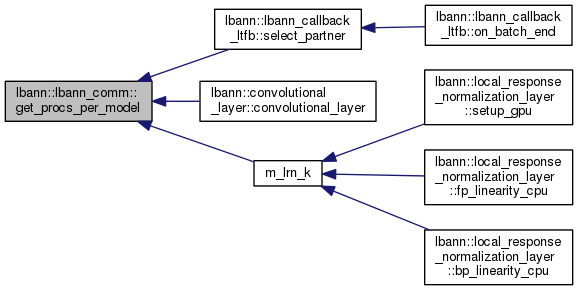 lbann::lbann_comm::
get_procs_per_model
lbann::lbann_callback
_ltfb::select_partner
lbann::lbann_callback
_ltfb::on_batch_end
lbann::convolutional
_layer::convolutional_layer
m_lrn_k
lbann::local_response
_normalization_layer
::setup_gpu
lbann::local_response
_normalization_layer
::fp_linearity_cpu
lbann::local_response
_normalization_layer
::bp_linearity_cpu